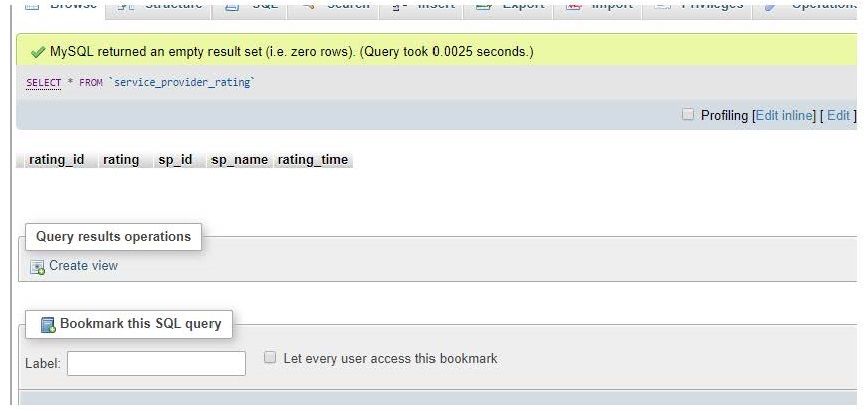 Browse Structure SQL Search Insert Export Import Privileges
MySQL returned an empty result set (i.e. zero rows). (Query took 0.0025 seconds.)
SELECT * FROM `service_provider_rating`
Profiling [Edit inline] [ Edit ]
rating_id rating sp_id sp_name rating_time
Query results operations
Create view
Bookmark this SQL query
Label:
Let every user access this bookmark